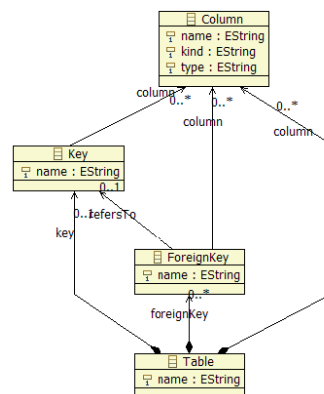 Column
name : EString
kind : EString
type : EString
column
0..*
0..*
0..*
column
column
Key
name : EString
0..1
0..1
refersTo
key
ForeignKey
name : EString
0..*
foreignKey
Table
name : EString